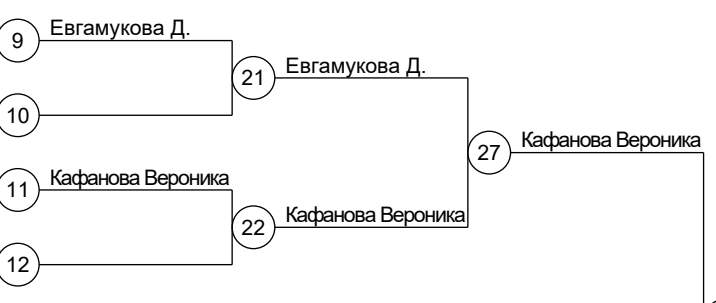 9 Евгамукова Д.
21 Евгамукова Д.
10
27 Кафанова Вероника
11 Кафанова Вероника
22 Кафанова Вероника
12